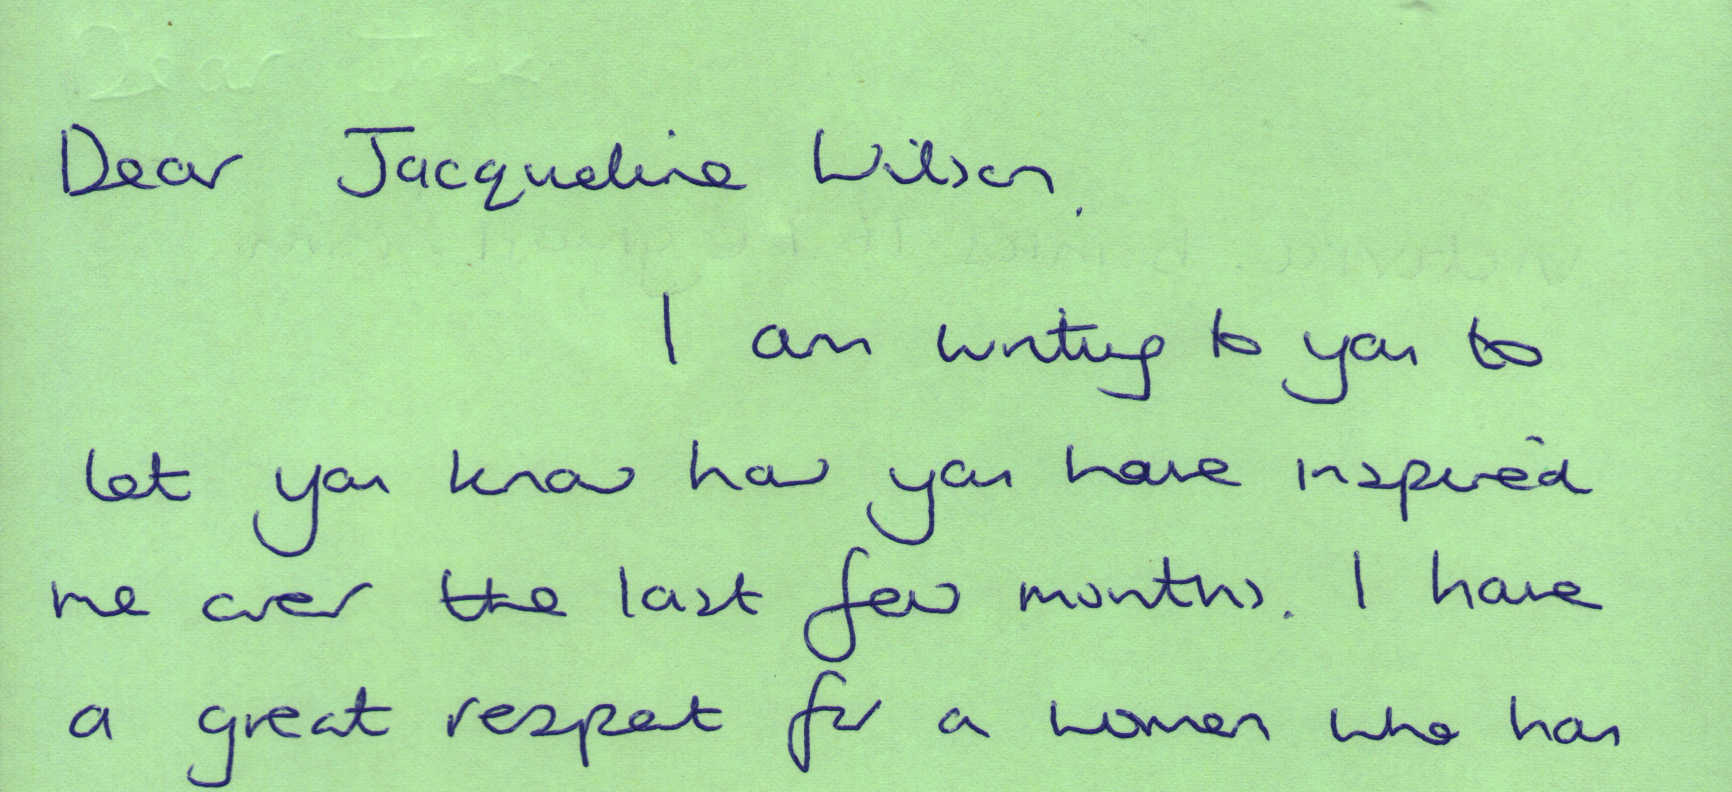 Dear Jacqueline Wilson,
I am writing to you to
let you know how you have inspired
me over the last few months. I have
a great respect for a women who has